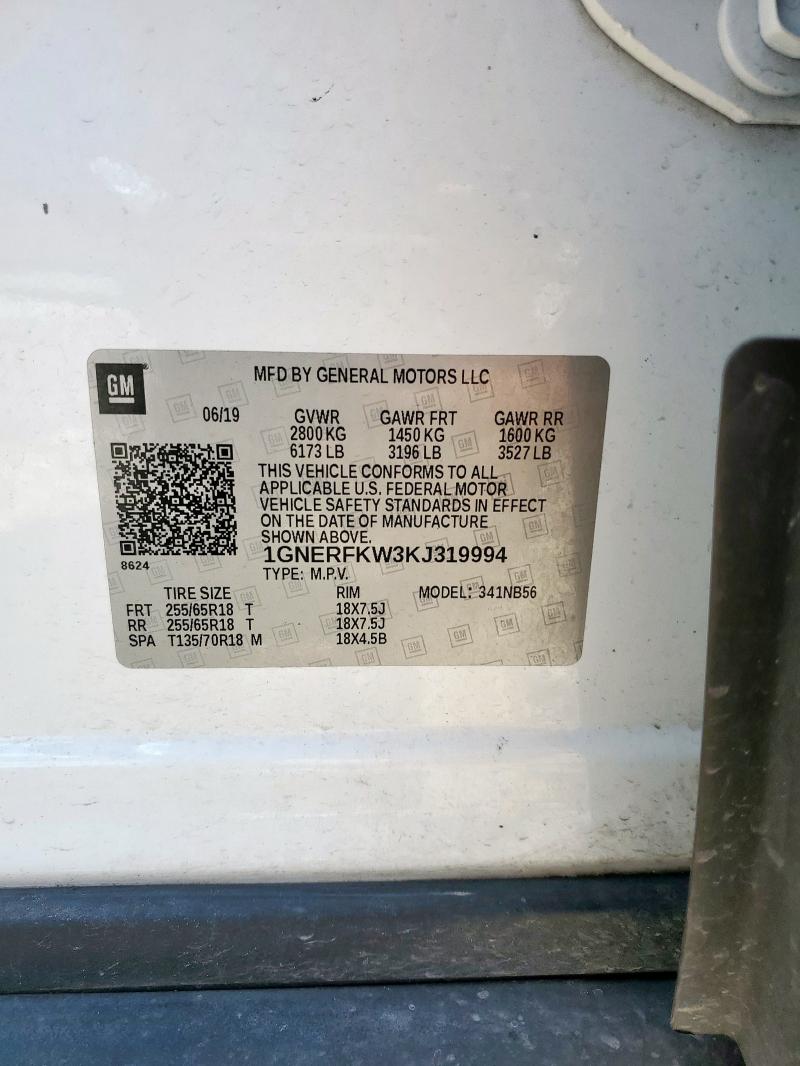 GM
MFD BY GENERAL MOTORS LLC
06/19 GVWR GAWR FRT GAWR RR
2800 KG 1450 KG 1600 KG
6173 LB 3196 LB 3527 LB
THIS VEHICLE CONFORMS TO ALL
APPLICABLE U.S. FEDERAL MOTOR
VEHICLE SAFETY STANDARDS IN EFFECT
ON THE DATE OF MANUFACTURE
SHOWN ABOVE.
1GNERFKW3KJ319994
8624
TYPE: M.P.V.
TIRE SIZE RIM MODEL: 341NB56
FRT 255/65R18 T 18X7.5J
RR 255/65R18 T 18X7.5J
SPA T135/70R18 M 18X4.5B